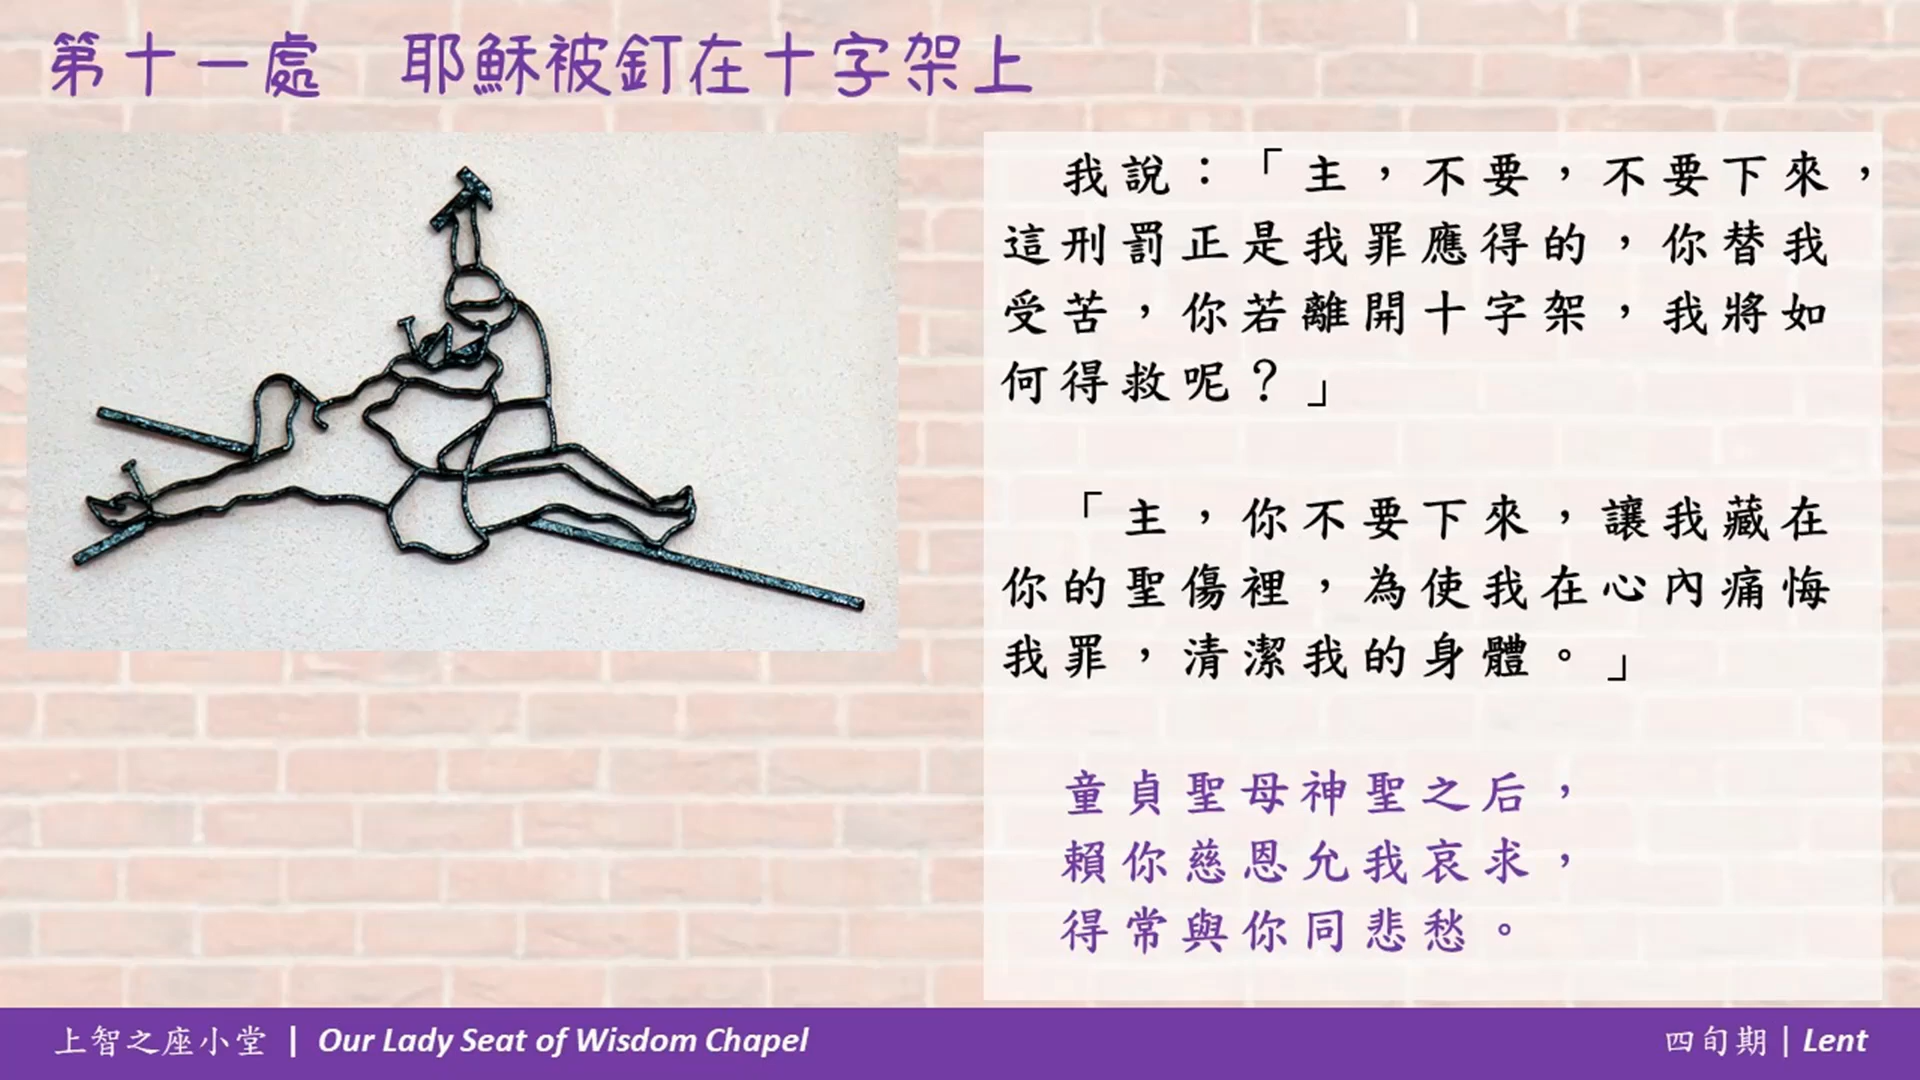 第十一處　耶穌被釘在十字架上
我說：「主，不要，不要下來，
這刑罰正是我罪應得的，你替我
受苦，你若離開十字架，我將如
何得救呢？」
「主，你不要下來，讓我藏在
你的聖傷裡，為使我在心內痛悔
我罪，清潔我的身體。」
童貞聖母神聖之后，
賴你慈恩允我哀求，
得常與你同悲愁。
上智之座小堂 | Our Lady Seat of Wisdom Chapel
四旬期 | Lent